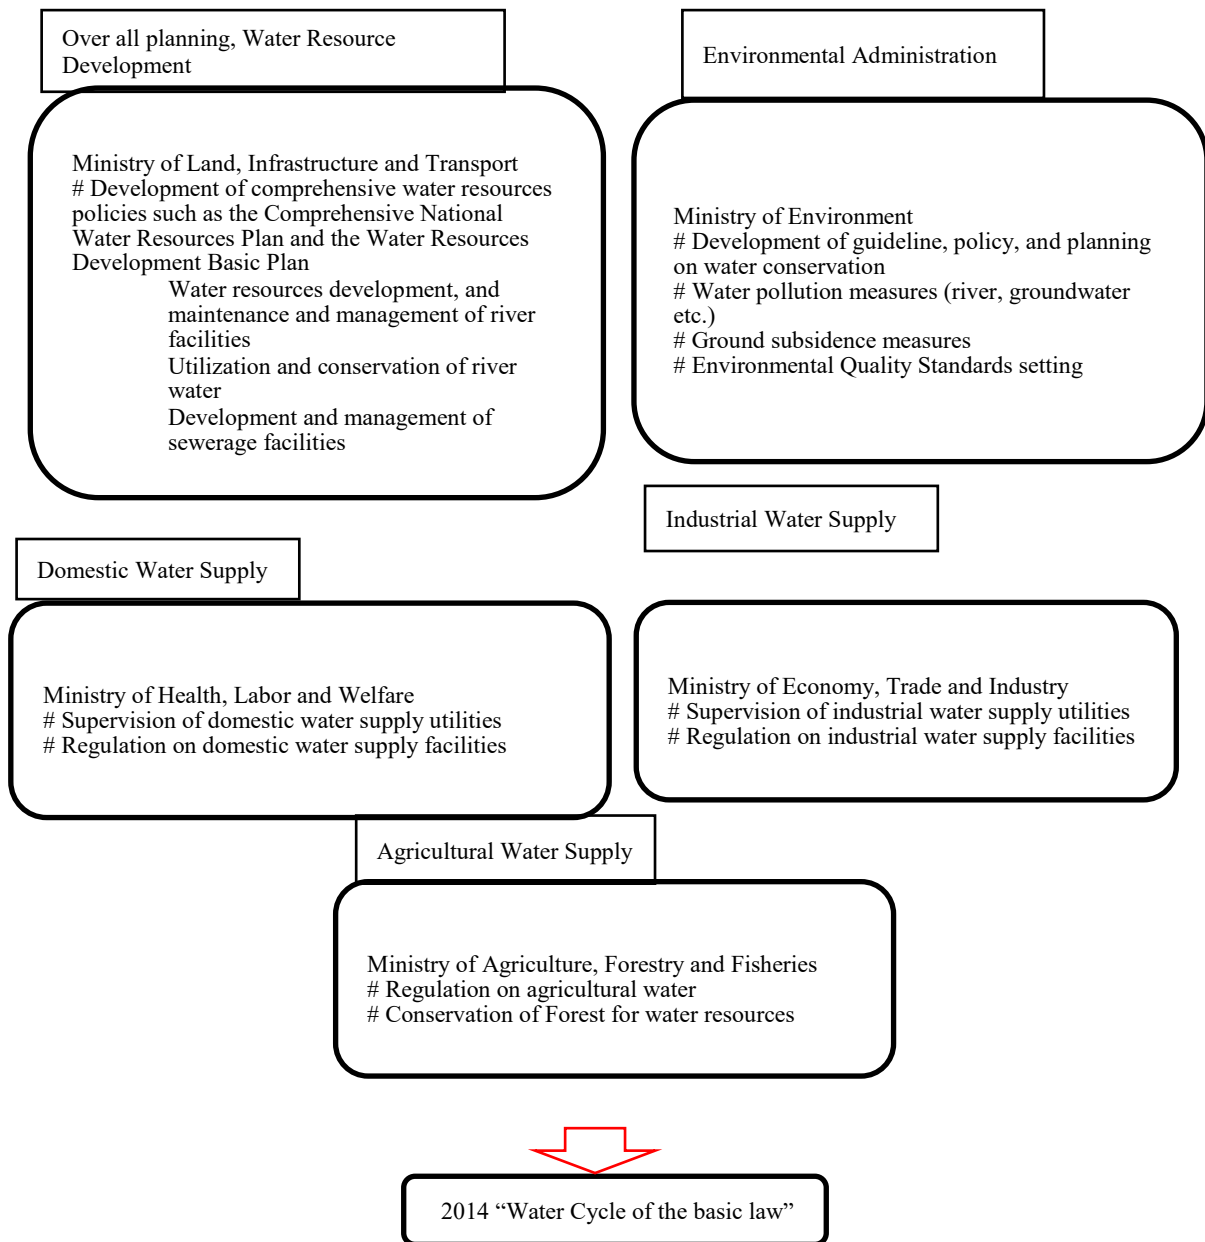 Over all planning, Water Resource
Development
Ministry of Land, Infrastructure and Transport
# Development of comprehensive water resources
policies such as the Comprehensive National
Water Resources Plan and the Water Resources
Development Basic Plan
Water resources development, and
maintenance and management of river
facilities
Utilization and conservation of river
water
Development and management of
sewerage facilities
Environmental Administration
Ministry of Environment
# Development of guideline, policy, and planning
on water conservation
# Water pollution measures (river, groundwater
etc.)
# Ground subsidence measures
# Environmental Quality Standards setting
Domestic Water Supply
Ministry of Health, Labor and Welfare
# Supervision of domestic water supply utilities
# Regulation on domestic water supply facilities
Industrial Water Supply
Ministry of Economy, Trade and Industry
# Supervision of industrial water supply utilities
# Regulation on industrial water supply facilities
Agricultural Water Supply
Ministry of Agriculture, Forestry and Fisheries
# Regulation on agricultural water
# Conservation of Forest for water resources
2014 “Water Cycle of the basic law”